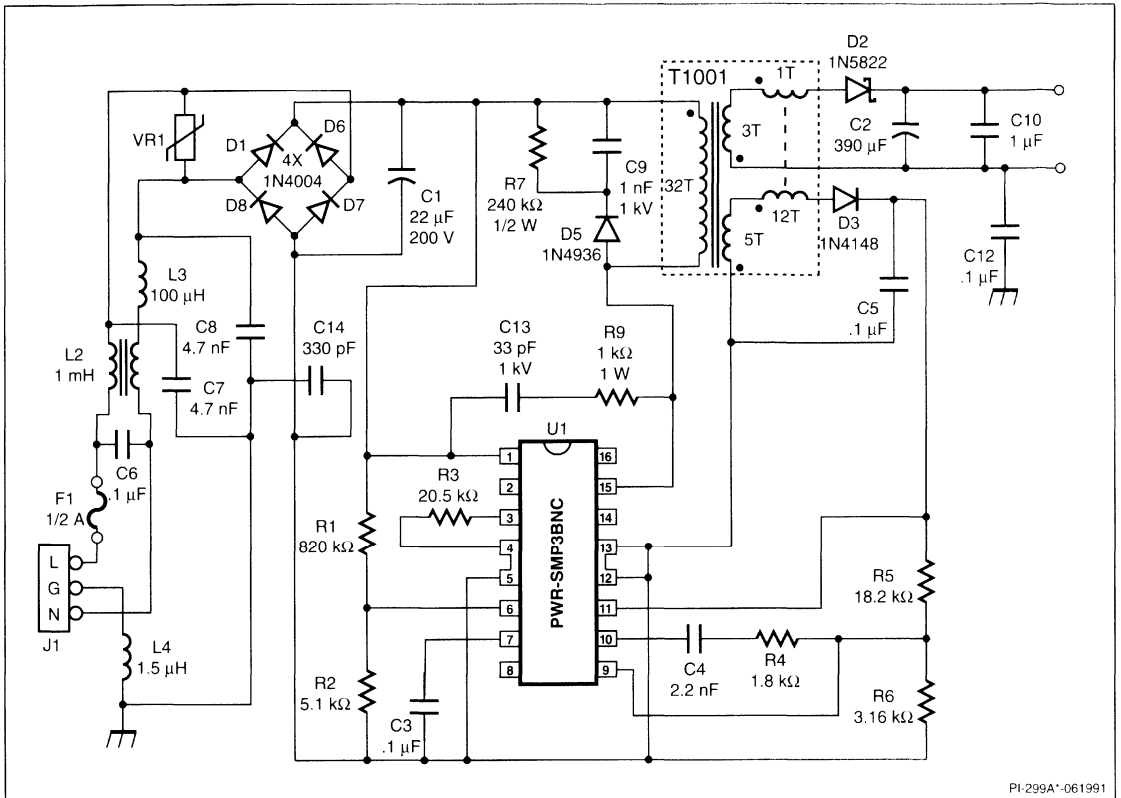 D2
1N5822
T1001
1T
3T
C2
390 µF
C10
1 µF
VR1
D1
D6
4X
1N4004
D8
D7
C1
22 µF
200 V
R7
240 kΩ
1/2 W
C9
1 nF
1 kV
32T
D5
1N4936
5T
12T
D3
1N4148
C12
.1 µF
C5
.1 µF
L3
100 µH
C8
4.7 nF
C14
330 pF
C13
33 pF
1 kV
R9
1 kΩ
1 W
L2
1 mH
C7
4.7 nF
C6
.1 µF
F1
1/2 A
U1
PWR-SMP3BNC
1
2
3
4
5
6
7
8
16
15
14
13
12
11
10
9
R3
20.5 kΩ
R1
820 kΩ
L
G
N
J1
L4
1.5 µH
R2
5.1 kΩ
C3
.1 µF
C4
2.2 nF
R4
1.8 kΩ
R5
18.2 kΩ
R6
3.16 kΩ
PI-299A*-061991